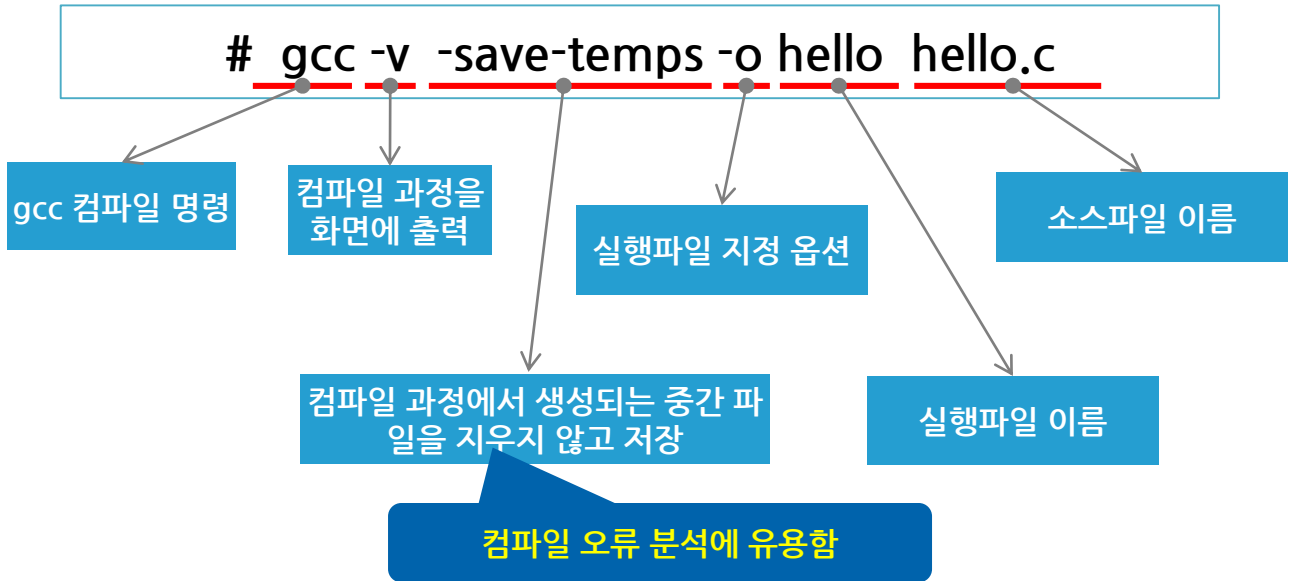 # gcc -v -save-temps -o hello hello.c
gcc 컴파일 명령
컴파일 과정을
화면에 출력
실행파일 지정 옵션
소스파일 이름
컴파일 과정에서 생성되는 중간 파
일을 지우지 않고 저장
실행파일 이름
컴파일 오류 분석에 유용함